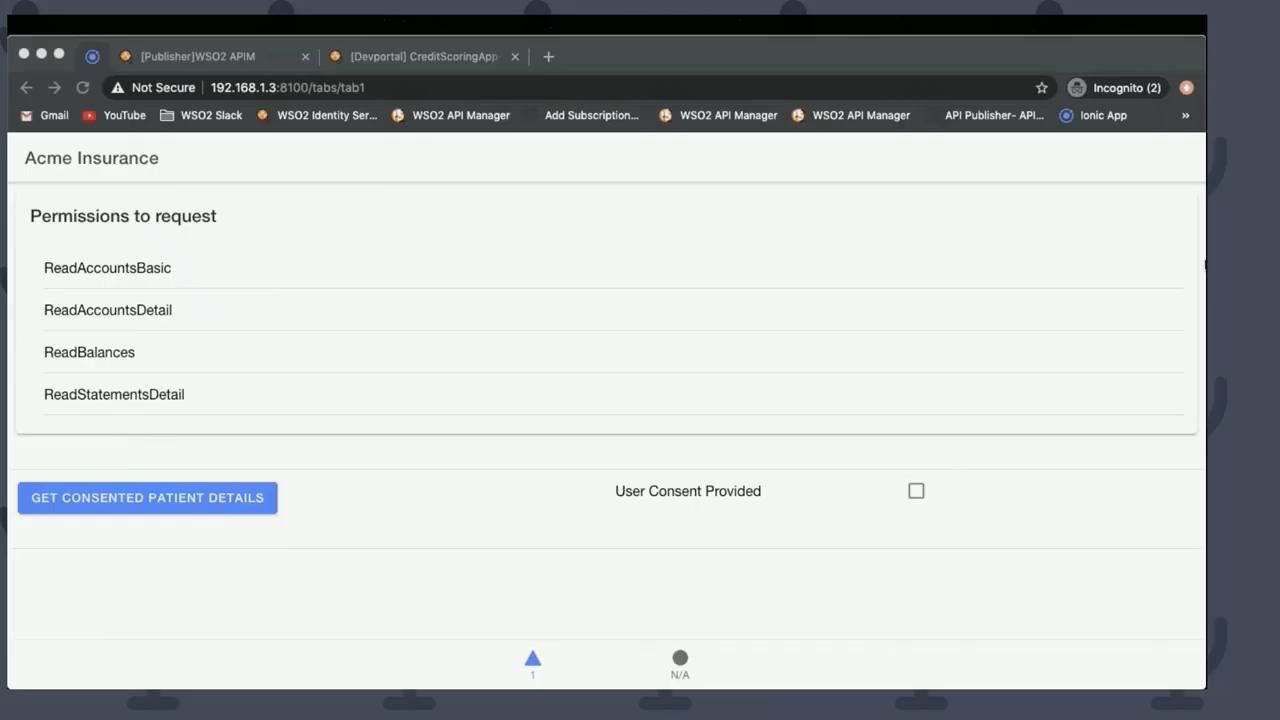 [Publisher]WSO2 APIM
[Devportal] CreditScoringApp
Not Secure 192.168.1.3:8100/tabs/tab1
Incognito (2)
Gmail YouTube WSO2 Slack WSO2 Identity Ser... WSO2 API Manager Add Subscription... WSO2 API Manager WSO2 API Manager API Publisher- API... Ionic App »
Acme Insurance
Permissions to request
ReadAccountsBasic
ReadAccountsDetail
ReadBalances
ReadStatementsDetail
GET CONSENTED PATIENT DETAILS
User Consent Provided
1
N/A